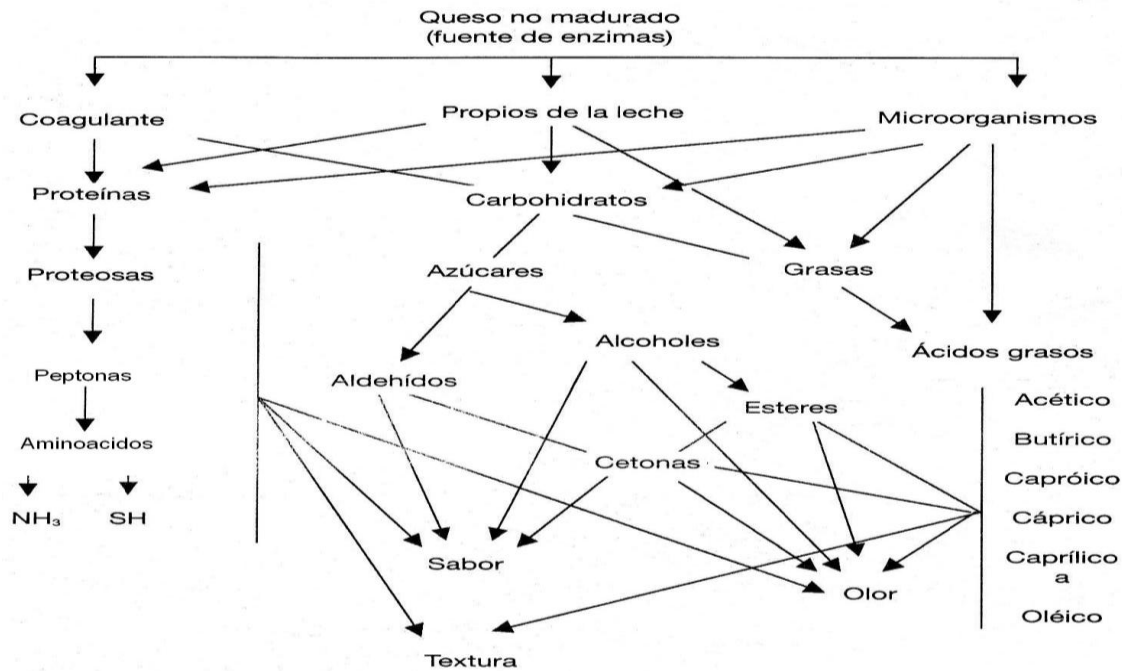 Queso no madurado
(fuente de enzimas)
Coagulante
Propios de la leche
Microorganismos
Proteínas
Carbohidratos
Proteosas
Azúcares
Grasas
Alcoholes
Ácidos grasos
Peptonas
Aldehídos
Esteres
Acético
Aminoacidos
Butírico
Cetonas
Capróico
NH₃
SH
Cáprico
Sabor
Caprílico
a
Olor
Oléico
Textura